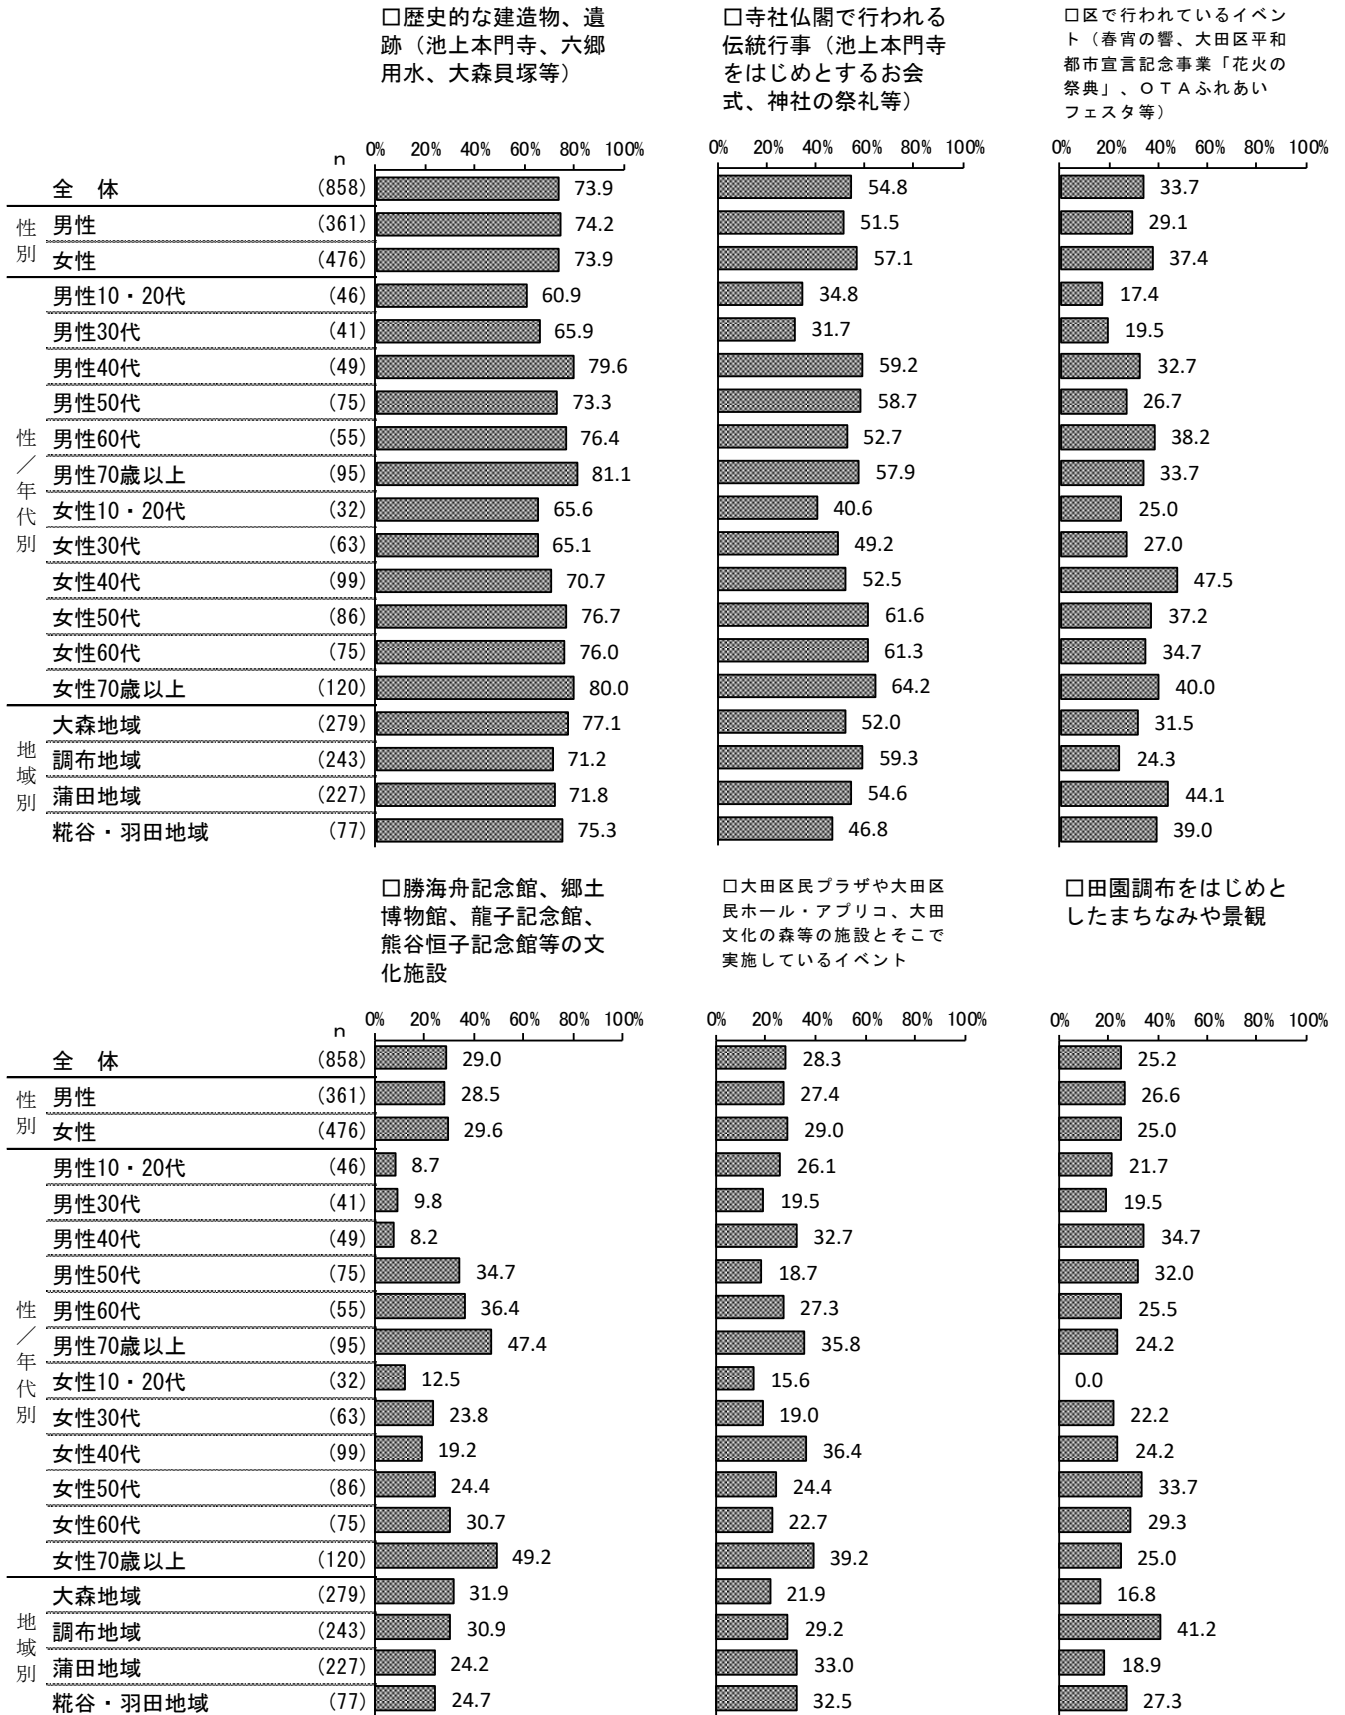 □歴史的な建造物、遺
跡（池上本門寺、六郷
用水、大森貝塚等）
□寺社仏閣で行われる
伝統行事（池上本門寺
をはじめとするお会
式、神社の祭礼等）
□区で行われているイベン
ト（春宵の響、大田区平和
都市宣言記念事業「花火の
祭典」、ＯＴＡふれあい
フェスタ等）
n 0% 20% 40% 60% 80% 100% 0% 20% 40% 60% 80% 100% 0% 20% 40% 60% 80% 100%
全　体 (858) 73.9 54.8 33.7
性別
男性 (361) 74.2 51.5 29.1
女性 (476) 73.9 57.1 37.4
性／年代別
男性10・20代 (46) 60.9 34.8 17.4
男性30代 (41) 65.9 31.7 19.5
男性40代 (49) 79.6 59.2 32.7
男性50代 (75) 73.3 58.7 26.7
男性60代 (55) 76.4 52.7 38.2
男性70歳以上 (95) 81.1 57.9 33.7
女性10・20代 (32) 65.6 40.6 25.0
女性30代 (63) 65.1 49.2 27.0
女性40代 (99) 70.7 52.5 47.5
女性50代 (86) 76.7 61.6 37.2
女性60代 (75) 76.0 61.3 34.7
女性70歳以上 (120) 80.0 64.2 40.0
地域別
大森地域 (279) 77.1 52.0 31.5
調布地域 (243) 71.2 59.3 24.3
蒲田地域 (227) 71.8 54.6 44.1
糀谷・羽田地域 (77) 75.3 46.8 39.0
□勝海舟記念館、郷土
博物館、龍子記念館、
熊谷恒子記念館等の文
化施設
□大田区民プラザや大田区
民ホール・アプリコ、大田
文化の森等の施設とそこで
実施しているイベント
□田園調布をはじめと
したまちなみや景観
n 0% 20% 40% 60% 80% 100% 0% 20% 40% 60% 80% 100% 0% 20% 40% 60% 80% 100%
全　体 (858) 29.0 28.3 25.2
性別
男性 (361) 28.5 27.4 26.6
女性 (476) 29.6 29.0 25.0
性／年代別
男性10・20代 (46) 8.7 26.1 21.7
男性30代 (41) 9.8 19.5 19.5
男性40代 (49) 8.2 32.7 34.7
男性50代 (75) 34.7 18.7 32.0
男性60代 (55) 36.4 27.3 25.5
男性70歳以上 (95) 47.4 35.8 24.2
女性10・20代 (32) 12.5 15.6 0.0
女性30代 (63) 23.8 19.0 22.2
女性40代 (99) 19.2 36.4 24.2
女性50代 (86) 24.4 24.4 33.7
女性60代 (75) 30.7 22.7 29.3
女性70歳以上 (120) 49.2 39.2 25.0
地域別
大森地域 (279) 31.9 21.9 16.8
調布地域 (243) 30.9 29.2 41.2
蒲田地域 (227) 24.2 33.0 18.9
糀谷・羽田地域 (77) 24.7 32.5 27.3